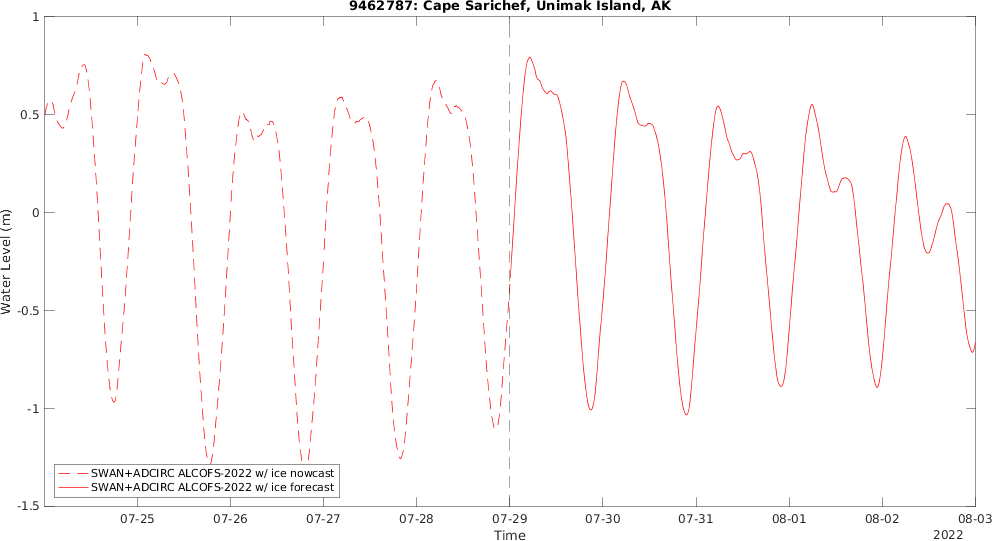 9462787: Cape Sarichef, Unimak Island, AK
1
0.5
0
-0.5
-1
-1.5
Water Level (m)
SWAN+ADCIRC ALCOFS-2022 w/ ice nowcast
SWAN+ADCIRC ALCOFS-2022 w/ ice forecast
07-25 07-26 07-27 07-28 07-29 07-30 07-31 08-01 08-02 08-03
Time
2022